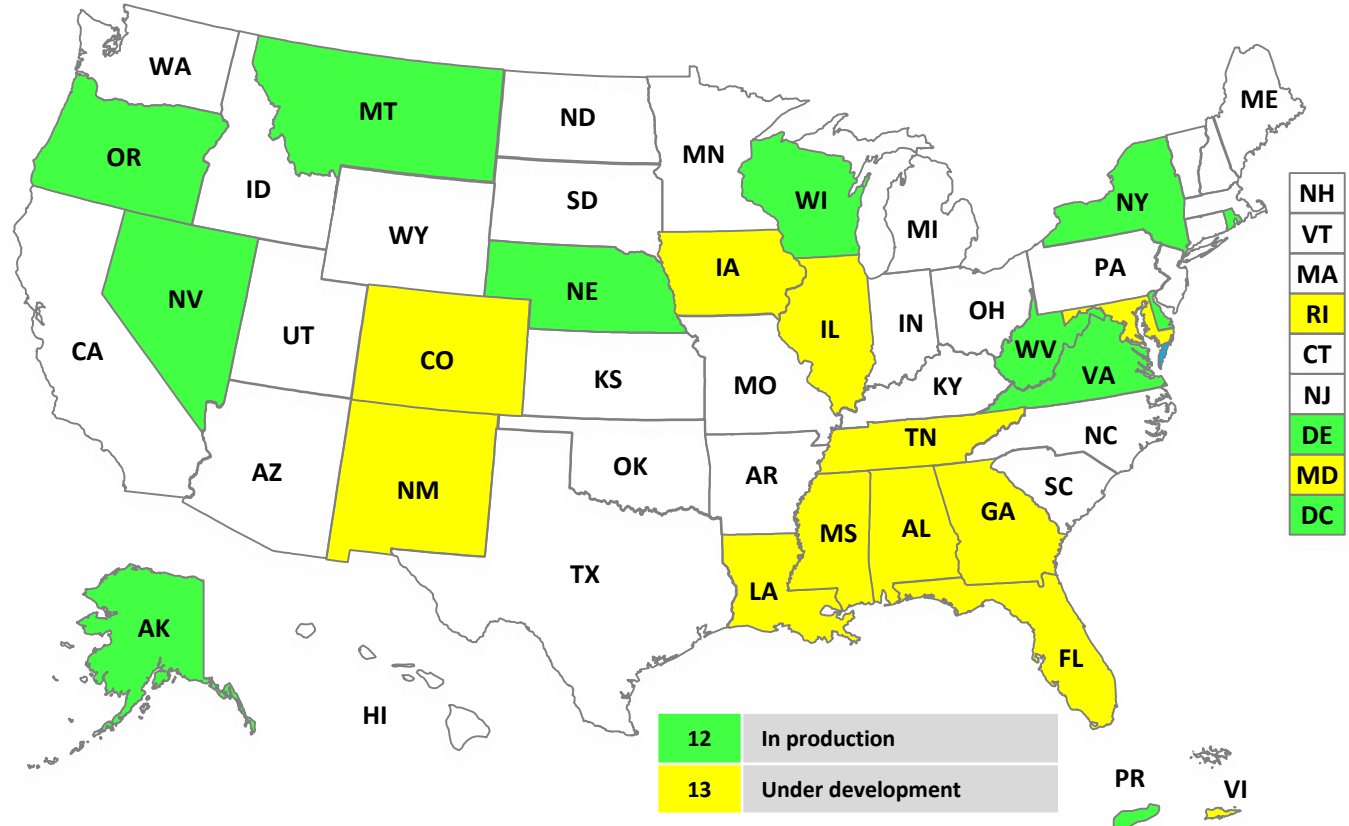 WA
MT
ND
ME
OR
MN
ID
SD
WI
NY
NH
WY
MI
VT
IA
PA
MA
NV
NE
RI
UT
IL
IN
OH
CA
CO
WV
CT
KS
MO
KY
VA
NJ
TN
NC
DE
AZ
OK
AR
SC
MD
NM
MS
AL
GA
DC
TX
LA
AK
FL
HI
12 In production
13 Under development
PR
VI